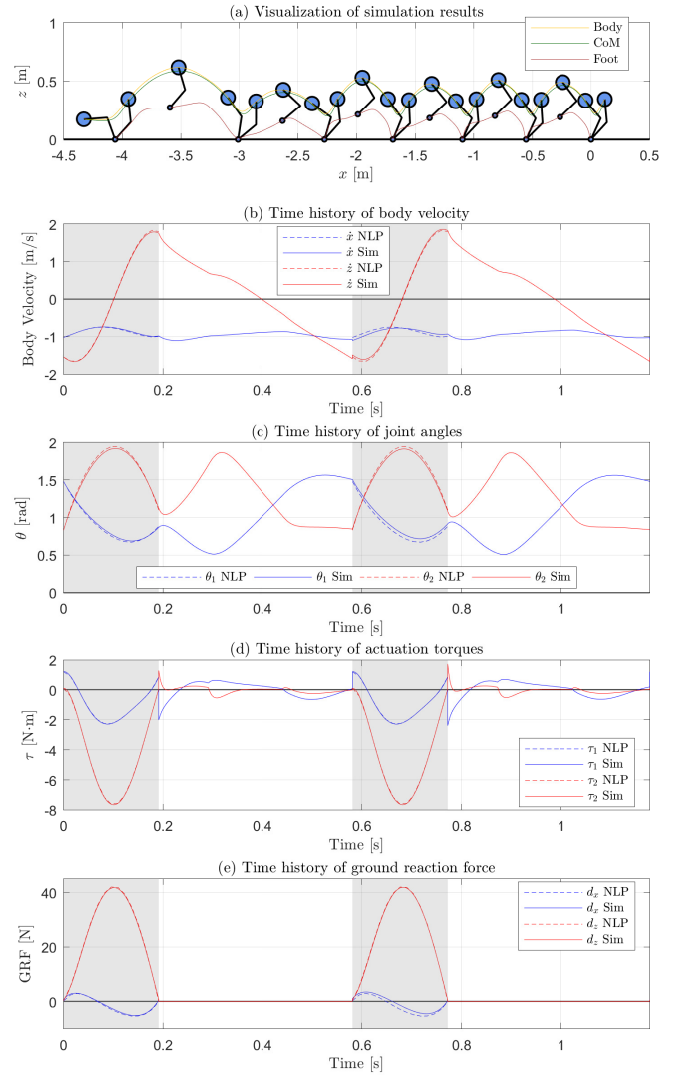 (a) Visualization of simulation results
1
0.5
0
z [m]
Body
CoM
Foot
-4.5 -4 -3.5 -3 -2.5 -2 -1.5 -1 -0.5 0 0.5
x [m]
(b) Time history of body velocity
2
1
0
-1
-2
Body Velocity [m/s]
ẋ NLP
ẋ Sim
ż NLP
ż Sim
0 0.2 0.4 0.6 0.8 1
Time [s]
(c) Time history of joint angles
2
1.5
1
0.5
0
θ [rad]
θ₁ NLP θ₁ Sim θ₂ NLP θ₂ Sim
0 0.2 0.4 0.6 0.8 1
Time [s]
(d) Time history of actuation torques
2
0
-2
-4
-6
-8
τ [N·m]
τ₁ NLP
τ₁ Sim
τ₂ NLP
τ₂ Sim
0 0.2 0.4 0.6 0.8 1
Time [s]
(e) Time history of ground reaction force
40
20
0
GRF [N]
dₓ NLP
dₓ Sim
d_z NLP
d_z Sim
0 0.2 0.4 0.6 0.8 1
Time [s]